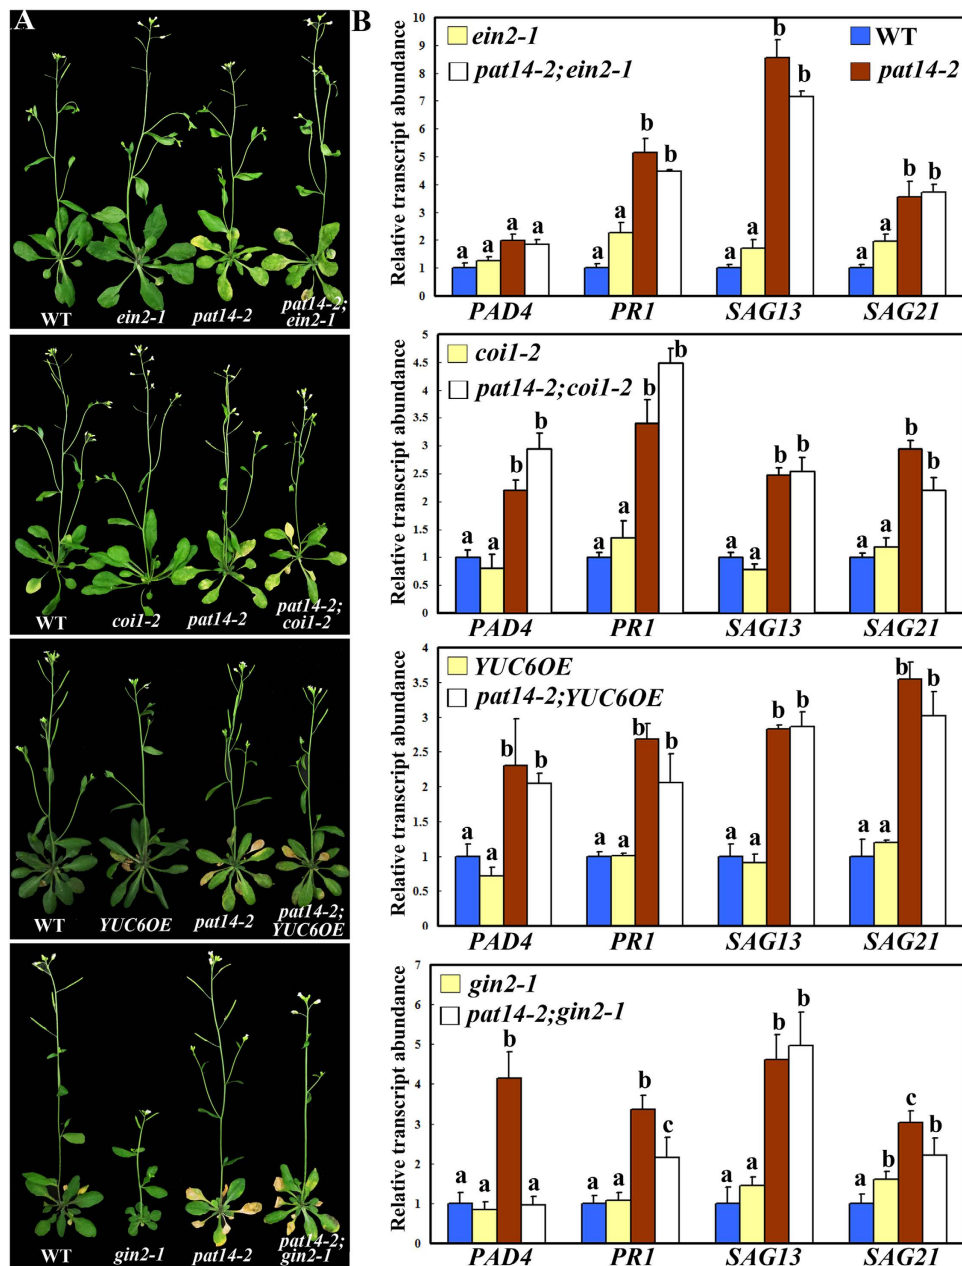 A
WT
ein2-1
pat14-2
pat14-2;
ein2-1
WT
coi1-2
pat14-2
pat14-2;
coi1-2
WT
YUC6OE
pat14-2
pat14-2;
YUC6OE
WT
gin2-1
pat14-2
pat14-2;
gin2-1
B
Relative transcript abundance
10
9
8
7
6
5
4
3
2
1
0
ein2-1
pat14-2;ein2-1
WT
pat14-2
a a a a
a a b b
a a b b
a a b b
PAD4 PR1 SAG13 SAG21
Relative transcript abundance
5
4.5
4
3.5
3
2.5
2
1.5
1
0.5
0
coi1-2
pat14-2;coi1-2
a a b b
a a b b
a a b b
a a b b
PAD4 PR1 SAG13 SAG21
Relative transcript abundance
4
3.5
3
2.5
2
1.5
1
0.5
0
YUC6OE
pat14-2;YUC6OE
a a b b
a a b b
a a b b
a a b b
PAD4 PR1 SAG13 SAG21
Relative transcript abundance
7
6
5
4
3
2
1
0
gin2-1
pat14-2;gin2-1
a a b a
a a b c
a a b b
a b c b
PAD4 PR1 SAG13 SAG21